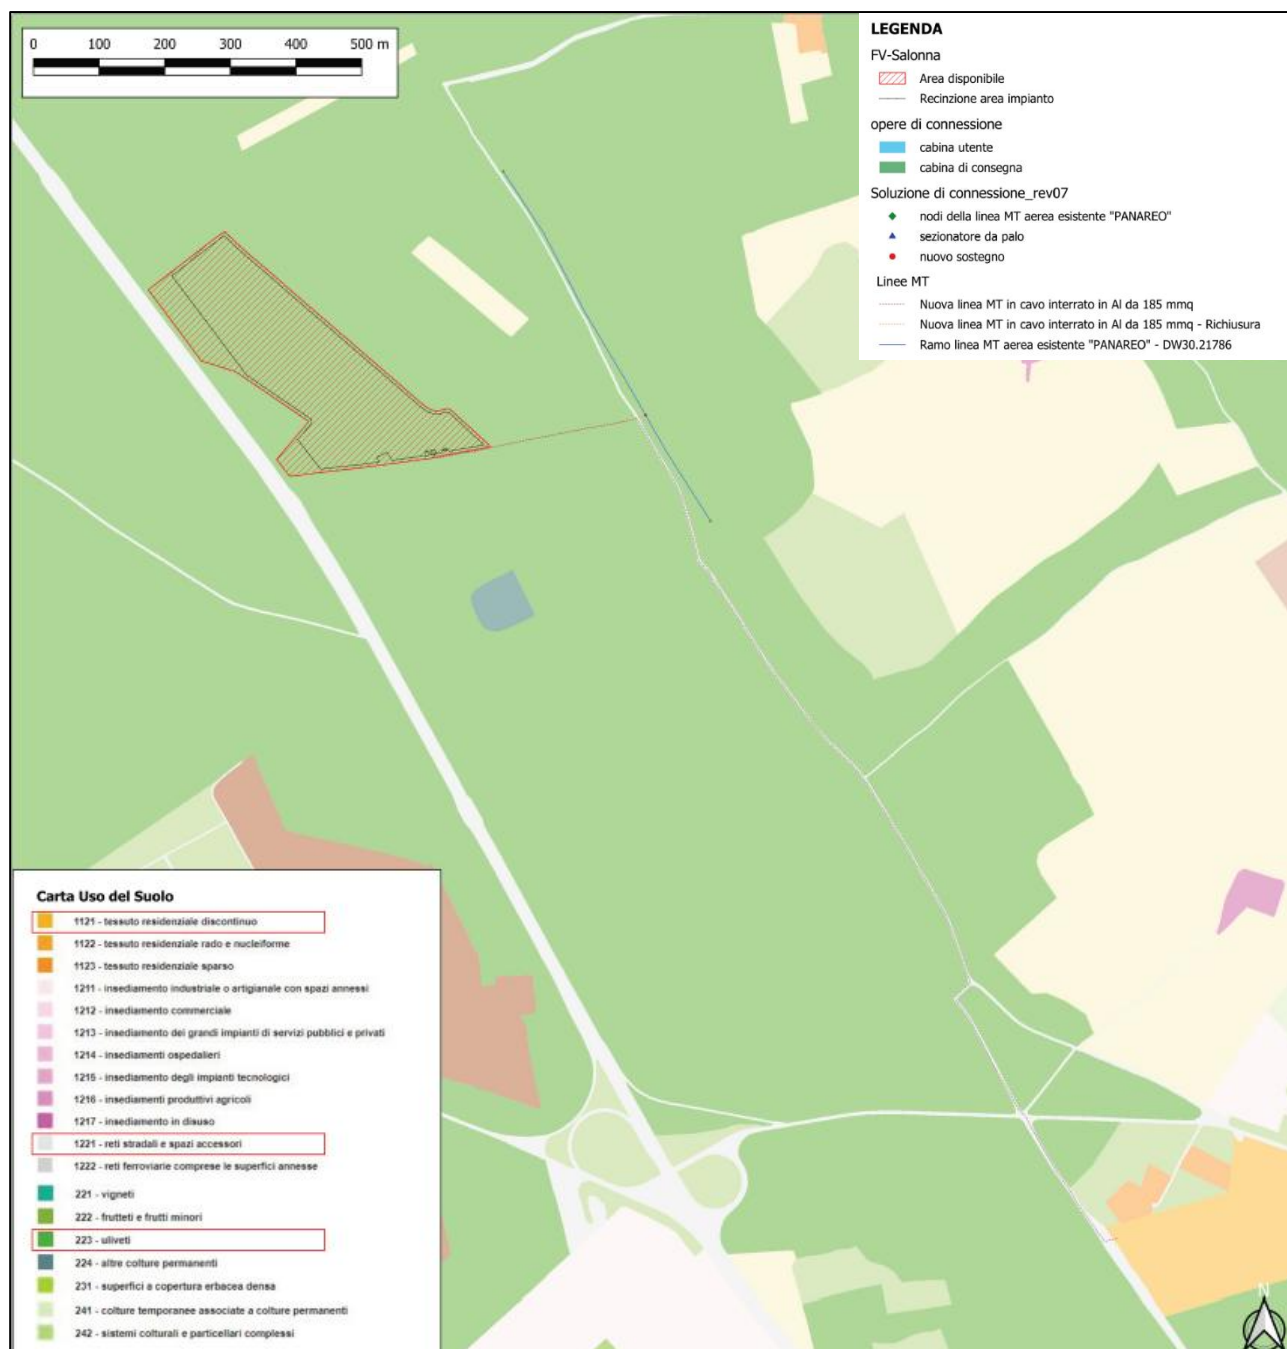 0 100 200 300 400 500 m
LEGENDA
FV-Salonna
Area disponibile
Recinzione area impianto
opere di connessione
cabina utente
cabina di consegna
Soluzione di connessione_rev07
nodi della linea MT aerea esistente "PANAREO"
sezionatore da palo
nuovo sostegno
Linee MT
Nuova linea MT in cavo interrato in Al da 185 mmq
Nuova linea MT in cavo interrato in Al da 185 mmq - Richiusura
Ramo linea MT aerea esistente "PANAREO" - DW30.21786
Carta Uso del Suolo
1121 - tessuto residenziale discontinuo
1122 - tessuto residenziale rado e nucleiforme
1123 - tessuto residenziale sparso
1211 - insediamento industriale o artigianale con spazi annessi
1212 - insediamento commerciale
1213 - insediamento dei grandi impianti di servizi pubblici e privati
1214 - insediamenti ospedalieri
1215 - insediamento degli impianti tecnologici
1216 - insediamenti produttivi agricoli
1217 - insediamento in disuso
1221 - reti stradali e spazi accessori
1222 - reti ferroviarie comprese le superfici annesse
221 - vigneti
222 - frutteti e frutti minori
223 - uliveti
224 - altre colture permanenti
231 - superfici a copertura erbacea densa
241 - colture temporanee associate a colture permanenti
242 - sistemi colturali e particellari complessi
N